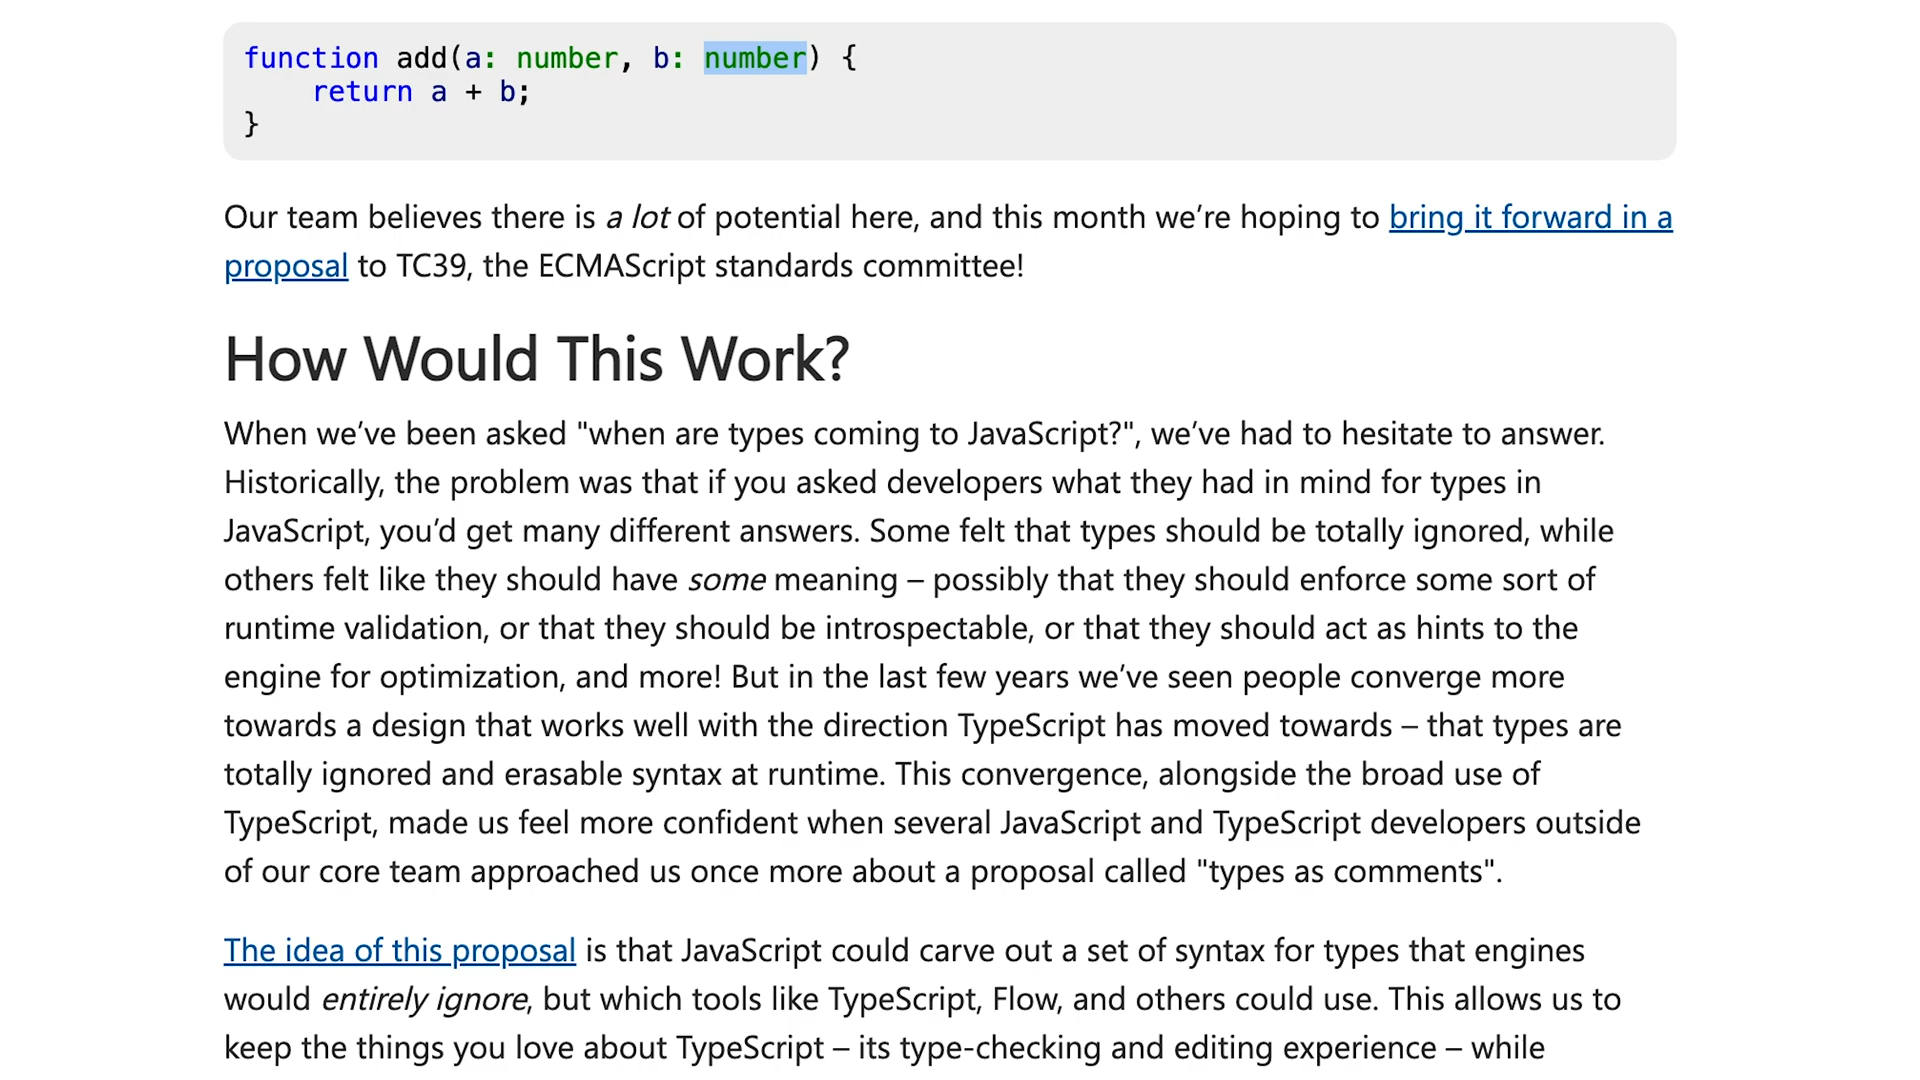 function add(a: number, b: number) {
    return a + b;
}
Our team believes there is a lot of potential here, and this month we’re hoping to bring it forward in a
proposal to TC39, the ECMAScript standards committee!
How Would This Work?
When we’ve been asked "when are types coming to JavaScript?", we’ve had to hesitate to answer.
Historically, the problem was that if you asked developers what they had in mind for types in
JavaScript, you’d get many different answers. Some felt that types should be totally ignored, while
others felt like they should have some meaning – possibly that they should enforce some sort of
runtime validation, or that they should be introspectable, or that they should act as hints to the
engine for optimization, and more! But in the last few years we’ve seen people converge more
towards a design that works well with the direction TypeScript has moved towards – that types are
totally ignored and erasable syntax at runtime. This convergence, alongside the broad use of
TypeScript, made us feel more confident when several JavaScript and TypeScript developers outside
of our core team approached us once more about a proposal called "types as comments".
The idea of this proposal is that JavaScript could carve out a set of syntax for types that engines
would entirely ignore, but which tools like TypeScript, Flow, and others could use. This allows us to
keep the things you love about TypeScript – its type-checking and editing experience – while